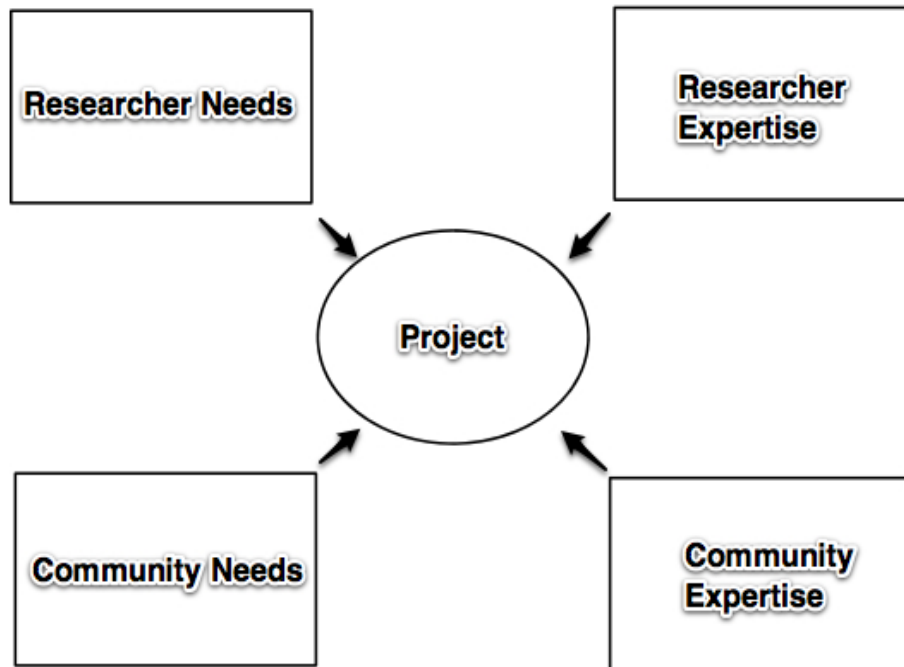 Researcher Needs
Researcher
Expertise
Project
Community Needs
Community
Expertise